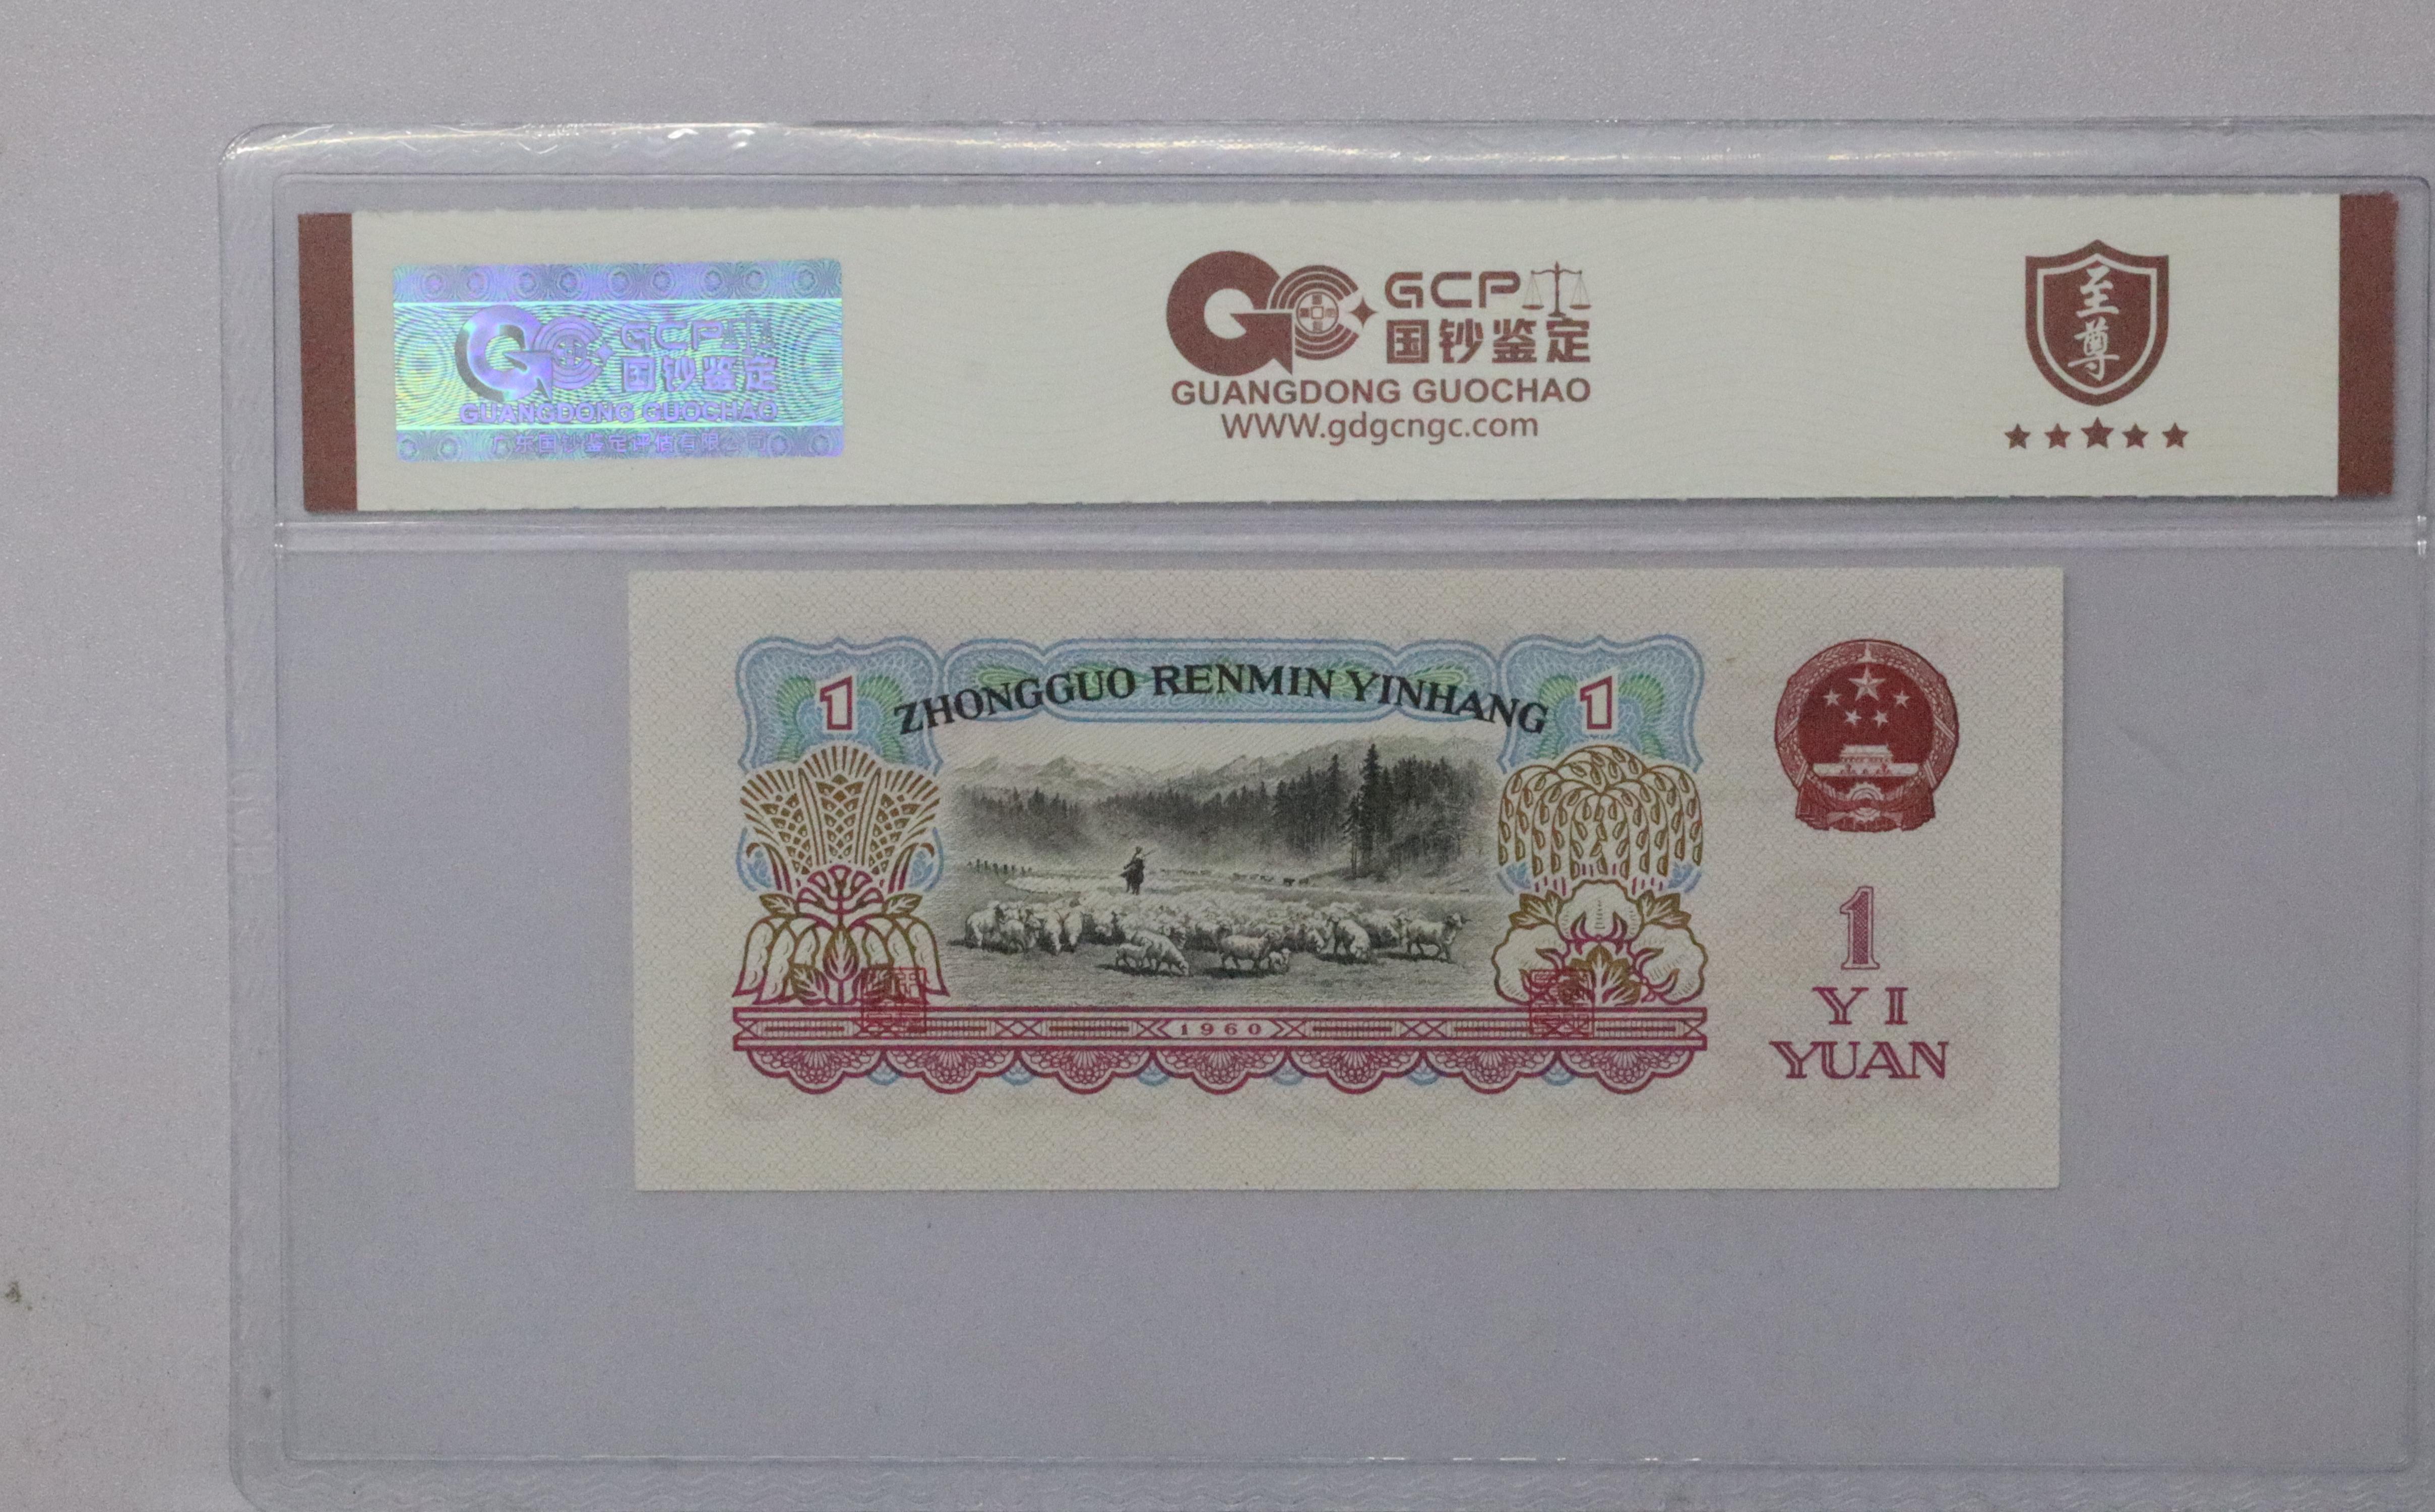 GCP
国钞鉴定
GUANGDONG GUOCHAO
广东国钞鉴定评估有限公司
GCP
国钞鉴定
GUANGDONG GUOCHAO
WWW.gdgcngc.com
至尊
1 ZHONGGUO RENMIN YINHANG 1
1960
1
YI
YUAN